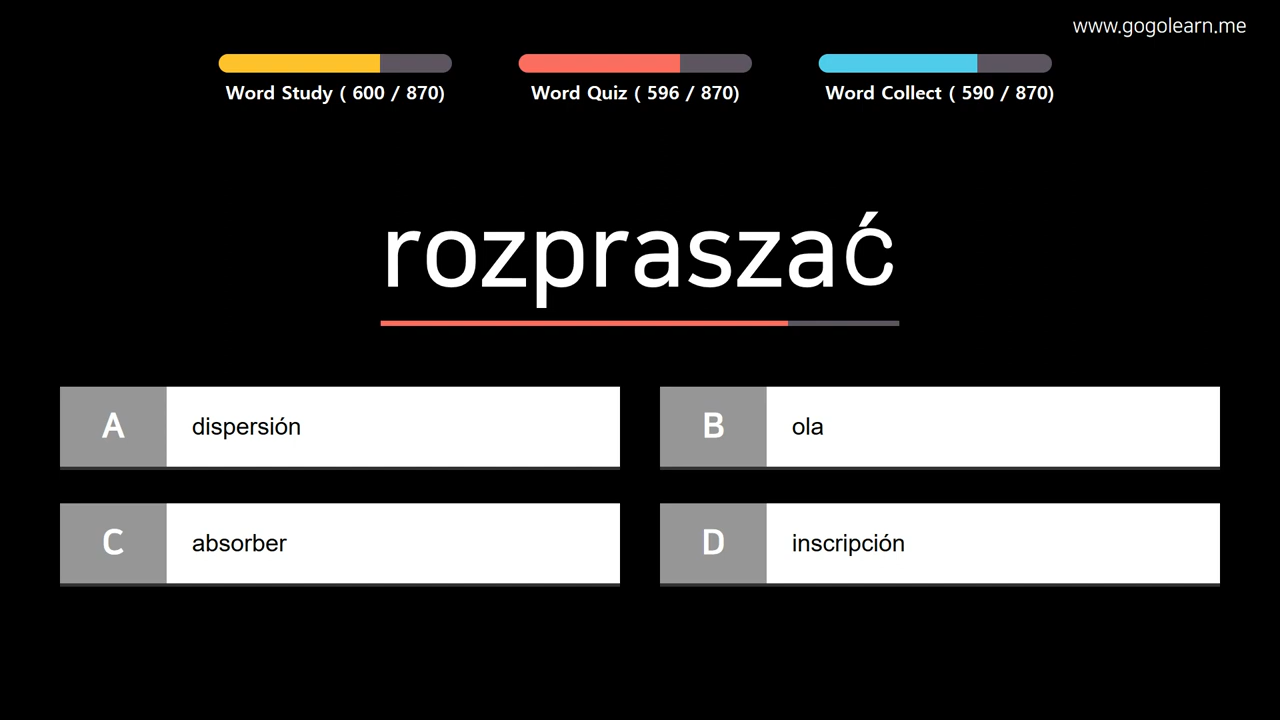 www.gogolearn.me
Word Study ( 600 / 870)
Word Quiz ( 596 / 870)
Word Collect ( 590 / 870)
rozpraszać
A dispersión
B ola
C absorber
D inscripción